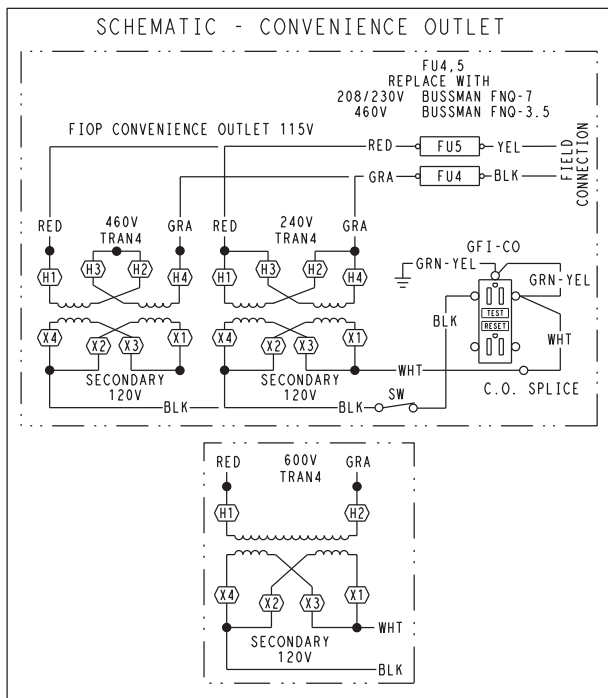 SCHEMATIC - CONVENIENCE OUTLET
FU4,5
REPLACE WITH
208/230V BUSSMAN FNQ-7
460V BUSSMAN FNQ-3.5
FIOP CONVENIENCE OUTLET 115V
RED FU5 YEL
GRA FU4 BLK
FIELD
CONNECTION
RED 460V GRA RED 240V GRA
TRAN4 TRAN4
H1 H3 H2 H4 H1 H3 H2 H4
GFI-CO
GRN-YEL
GRN-YEL
TEST
RESET
BLK
WHT
X4 X2 X3 X1 X4 X2 X3 X1
WHT
SECONDARY SECONDARY
120V 120V
C.O. SPLICE
BLK BLK SW
RED 600V GRA
TRAN4
H1 H2
X4 X2 X3 X1
WHT
SECONDARY
120V
BLK